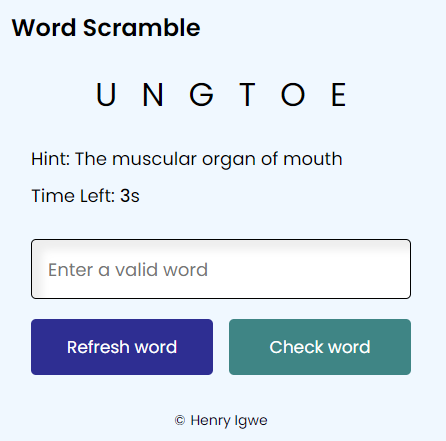 Word Scramble
U N G T O E
Hint: The muscular organ of mouth
Time Left: 3s
Enter a valid word
Refresh word Check word
© Henry Igwe